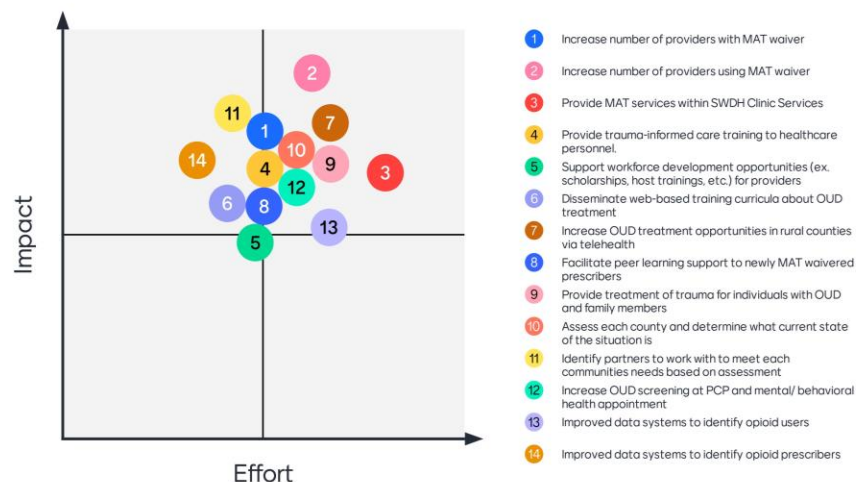 Impact
Effort
2
11
1
7
10
14
4
9
3
12
6
8
13
5
1 Increase number of providers with MAT waiver
2 Increase number of providers using MAT waiver
3 Provide MAT services within SWDH Clinic Services
4 Provide trauma-informed care training to healthcare
personnel.
5 Support workforce development opportunities (ex.
scholarships, host trainings, etc.) for providers
6 Disseminate web-based training curricula about OUD
treatment
7 Increase OUD treatment opportunities in rural counties
via telehealth
8 Facilitate peer learning support to newly MAT waivered
prescribers
9 Provide treatment of trauma for individuals with OUD
and family members
10 Assess each county and determine what current state
of the situation is
11 Identify partners to work with to meet each
communities needs based on assessment
12 Increase OUD screening at PCP and mental/ behavioral
health appointment
13 Improved data systems to identify opioid users
14 Improved data systems to identify opioid prescribers